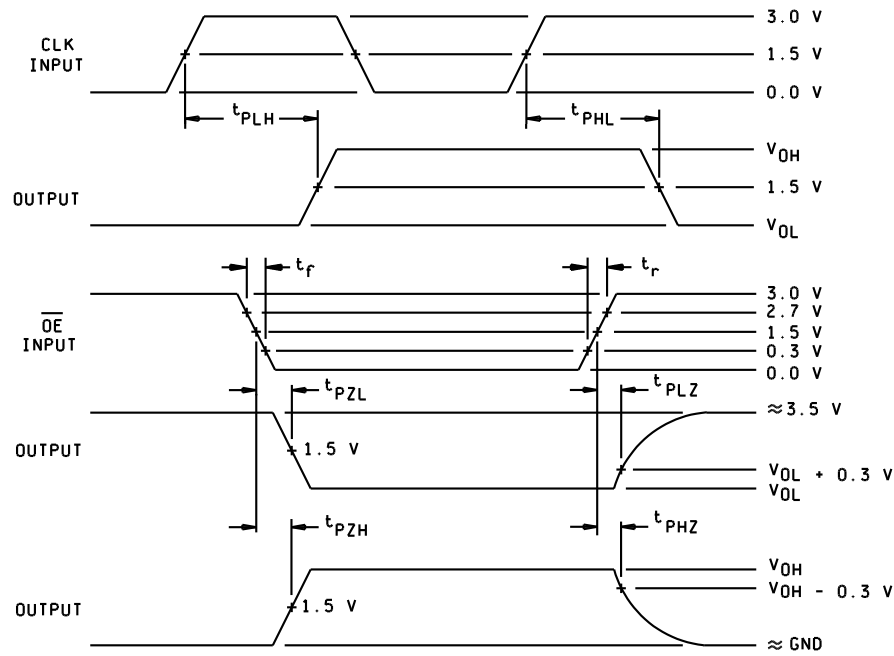 3.0 V
CLK
INPUT
1.5 V
0.0 V
tPLH
tPHL
VOH
OUTPUT
1.5 V
VOL
tf
tr
3.0 V
2.7 V
OE
INPUT
1.5 V
0.3 V
0.0 V
tPZL
tPLZ
≈3.5 V
OUTPUT
1.5 V
VOL + 0.3 V
VOL
tPZH
tPHZ
VOH
VOH - 0.3 V
OUTPUT
1.5 V
≈ GND